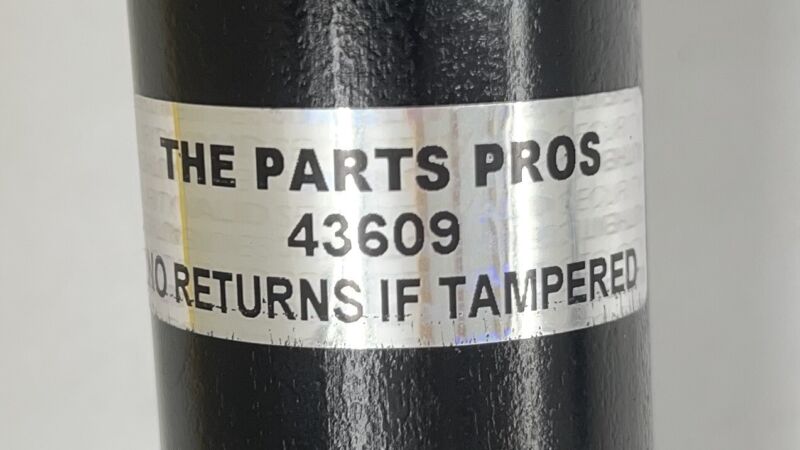 THE PARTS PROS
43609
NO RETURNS IF TAMPERED